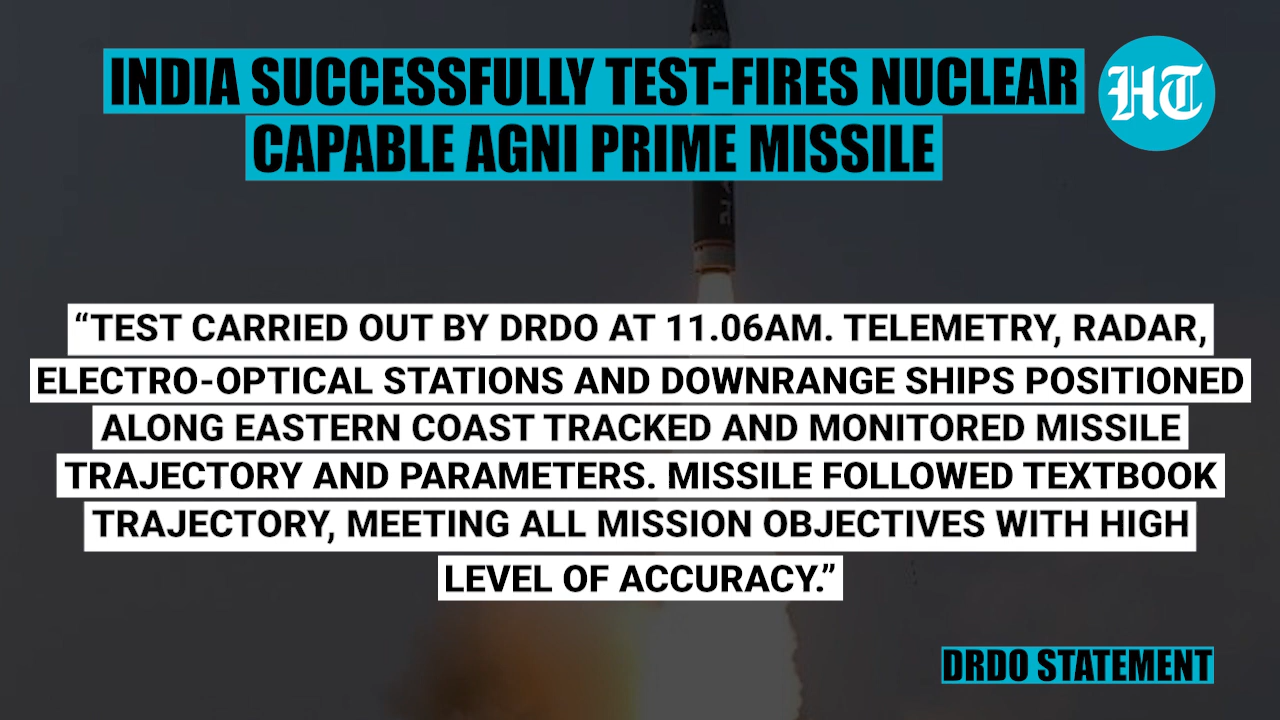 INDIA SUCCESSFULLY TEST-FIRES NUCLEAR
CAPABLE AGNI PRIME MISSILE
HT
“TEST CARRIED OUT BY DRDO AT 11.06AM. TELEMETRY, RADAR,
ELECTRO-OPTICAL STATIONS AND DOWNRANGE SHIPS POSITIONED
ALONG EASTERN COAST TRACKED AND MONITORED MISSILE
TRAJECTORY AND PARAMETERS. MISSILE FOLLOWED TEXTBOOK
TRAJECTORY, MEETING ALL MISSION OBJECTIVES WITH HIGH
LEVEL OF ACCURACY.”
DRDO STATEMENT